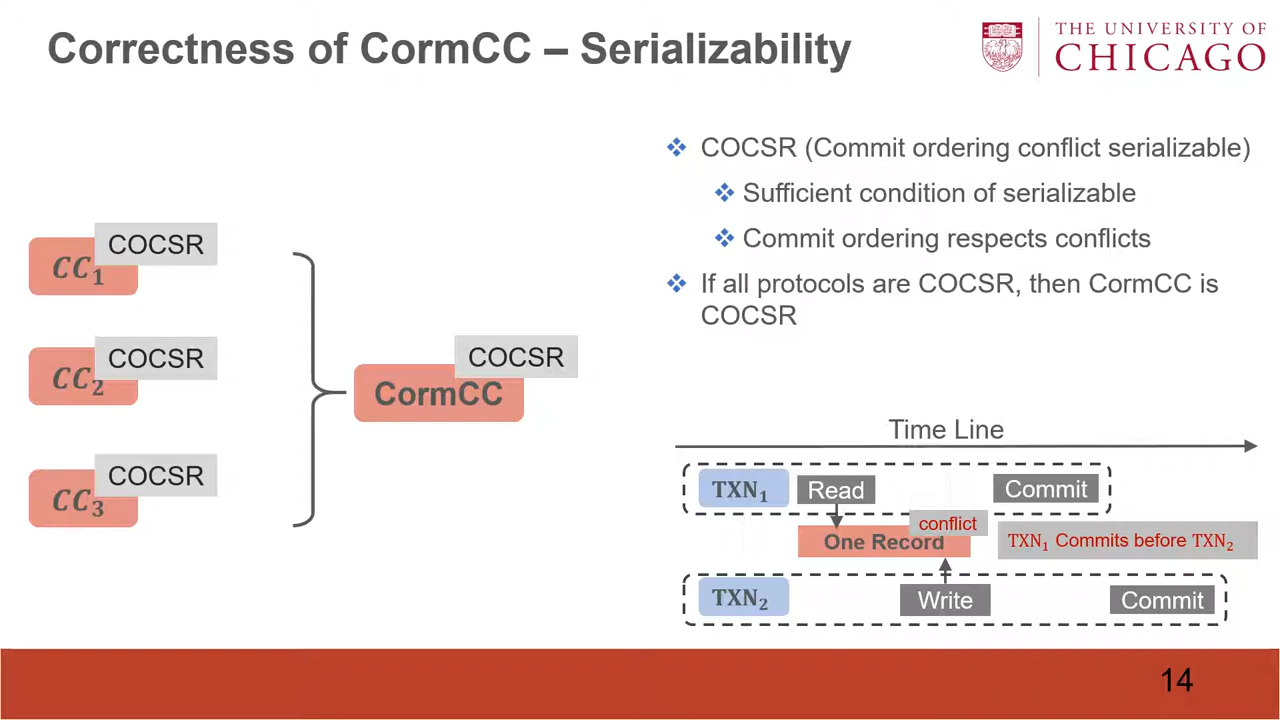 Correctness of CormCC – Serializability
THE UNIVERSITY OF
CHICAGO
COCSR (Commit ordering conflict serializable)
Sufficient condition of serializable
Commit ordering respects conflicts
If all protocols are COCSR, then CormCC is
COCSR
COCSR
CC1
COCSR
CC2
COCSR
CC3
COCSR
CormCC
Time Line
TXN1 Read Commit
conflict
One Record
TXN1 Commits before TXN2
TXN2 Write Commit
14